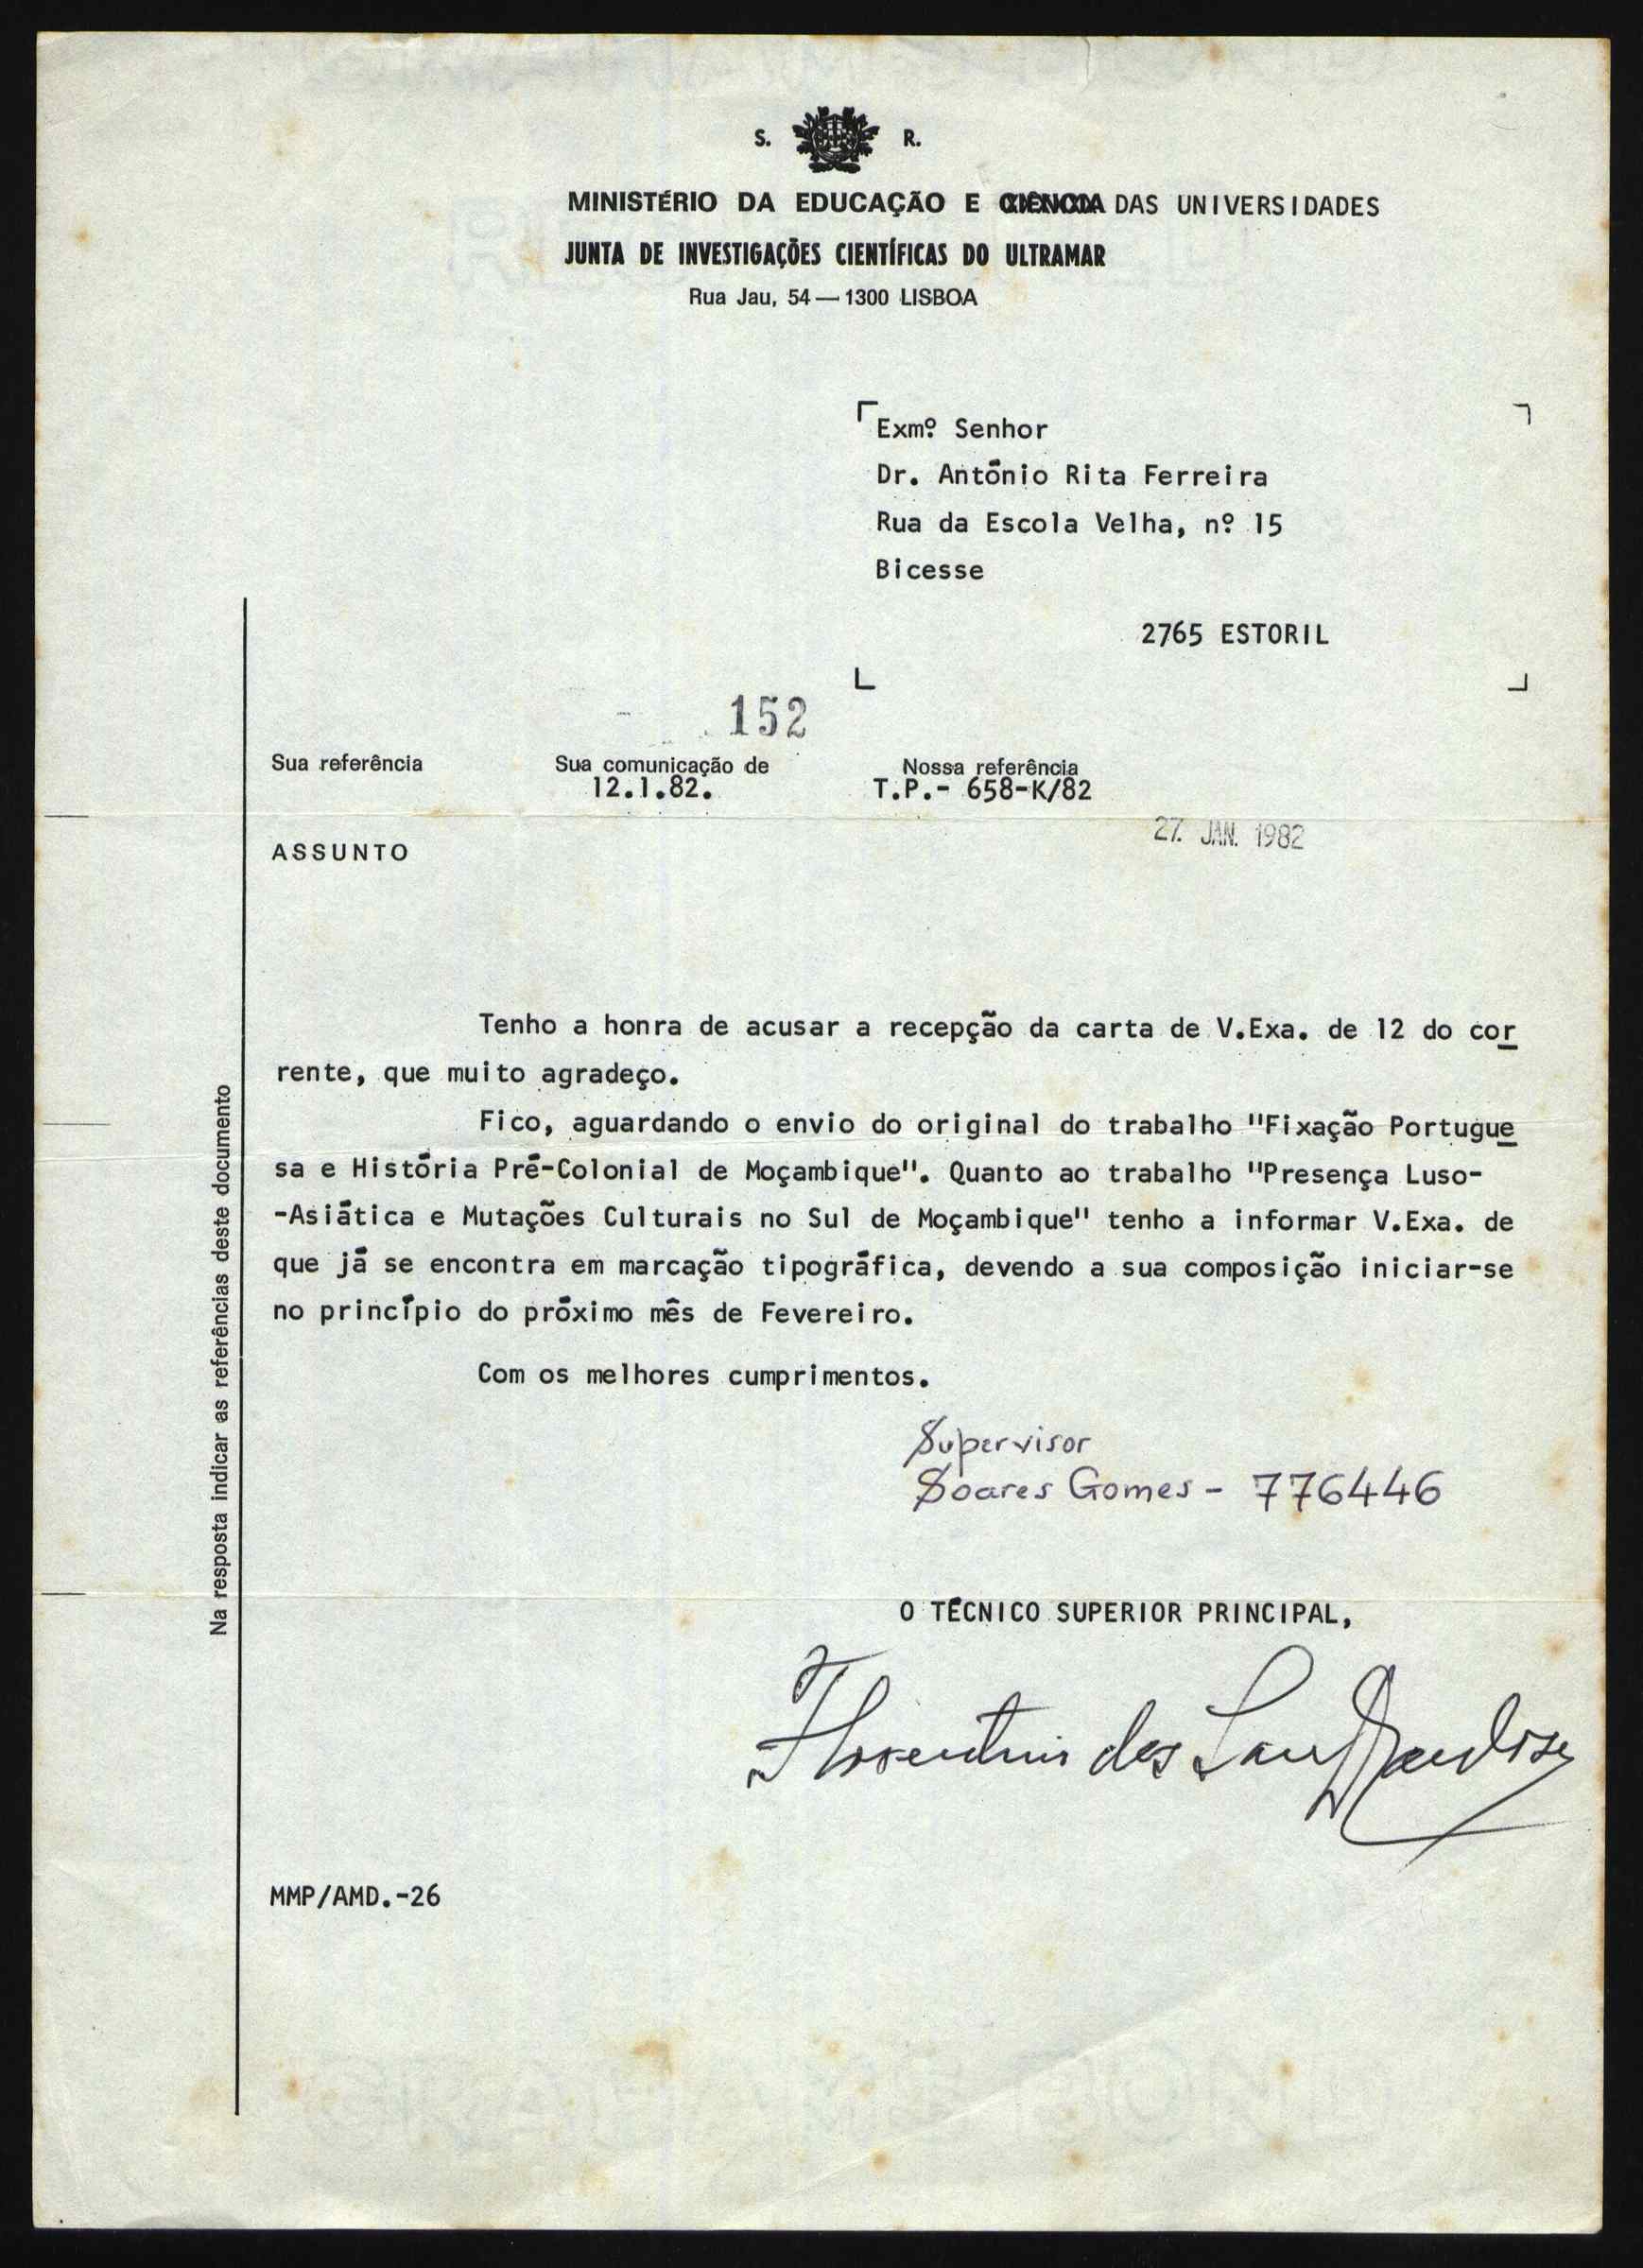 S. R.
MINISTÉRIO DA EDUCAÇÃO E CIÊNCIA DAS UNIVERSIDADES
JUNTA DE INVESTIGAÇÕES CIENTÍFICAS DO ULTRAMAR
Rua Jau, 54 — 1300 LISBOA
Exmº Senhor
Dr. António Rita Ferreira
Rua da Escola Velha, nº 15
Bicesse
2765 ESTORIL
152
Sua referência Sua comunicação de Nossa referência
12.1.82. T.P.- 658-K/82
27. JAN. 1982
ASSUNTO
Tenho a honra de acusar a recepção da carta de V.Exa. de 12 do cor
rente, que muito agradeço.
Fico, aguardando o envio do original do trabalho "Fixação Portugue
sa e História Pré-Colonial de Moçambique". Quanto ao trabalho "Presença Luso-
-Asiática e Mutações Culturais no Sul de Moçambique" tenho a informar V.Exa. de
que já se encontra em marcação tipográfica, devendo a sua composição iniciar-se
no princípio do próximo mês de Fevereiro.
Com os melhores cumprimentos.
Supervisor
Soares Gomes - 776446
O TÉCNICO SUPERIOR PRINCIPAL,
MMP/AMD.-26
Na resposta indicar as referências deste documento